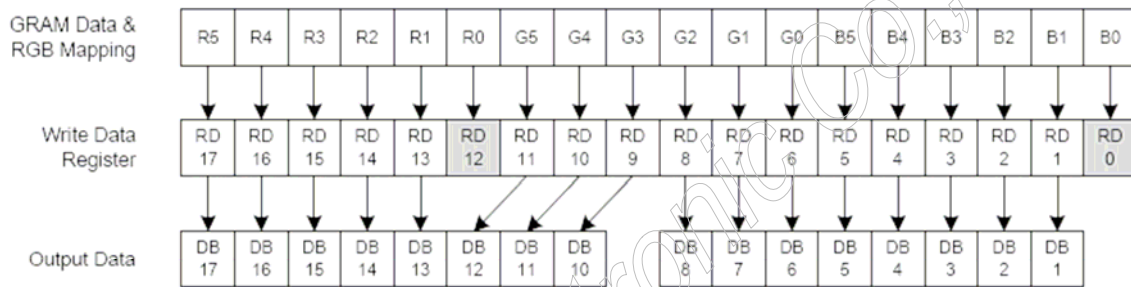 GRAM Data &
RGB Mapping
R5 R4 R3 R2 R1 R0 G5 G4 G3 G2 G1 G0 B5 B4 B3 B2 B1 B0
Write Data
Register
RD RD RD RD RD RD RD RD RD RD RD RD RD RD RD RD RD RD
17 16 15 14 13 12 11 10 9 8 7 6 5 4 3 2 1 0
Output Data
DB DB DB DB DB DB DB DB DB DB DB DB DB DB DB DB
17 16 15 14 13 12 11 10 8 7 6 5 4 3 2 1
tronic Co.,